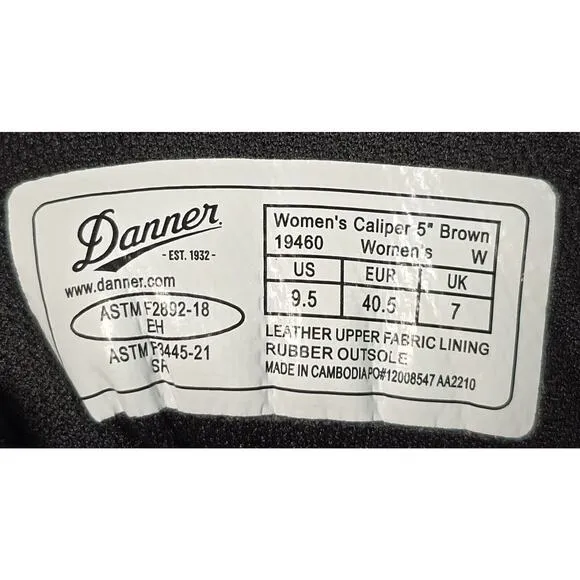 Danner
- EST. 1932 -
www.danner.com
ASTM F2892-18
EH
ASTM F3445-21
SR
Women's Caliper 5" Brown
19460 Women's W
US EUR UK
9.5 40.5 7
LEATHER UPPER FABRIC LINING
RUBBER OUTSOLE
MADE IN CAMBODIA PO#12008547 AA2210